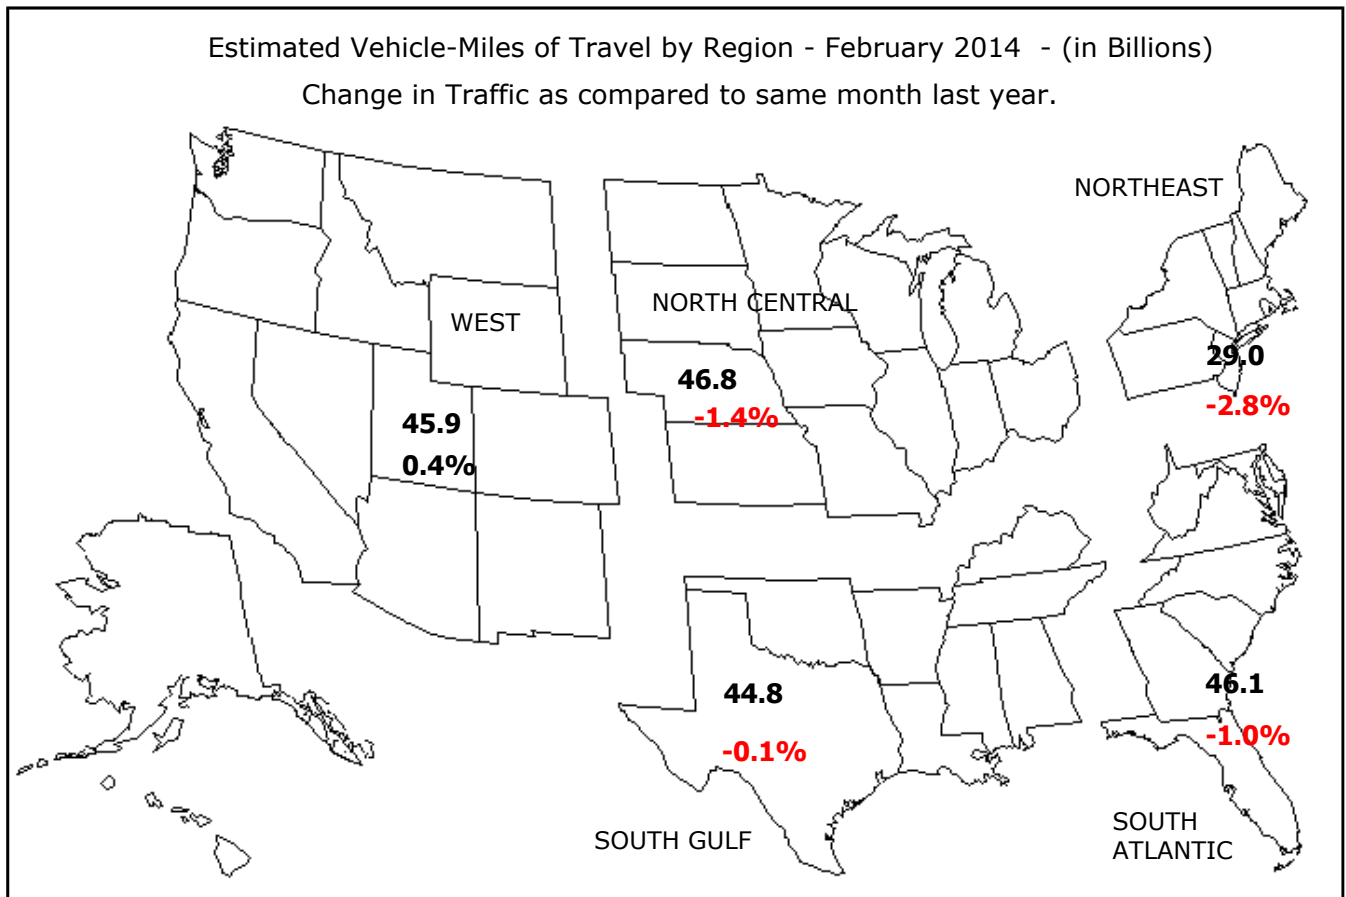 Estimated Vehicle-Miles of Travel by Region - February 2014 - (in Billions)
Change in Traffic as compared to same month last year.
NORTHEAST
29.0
-2.8%
WEST
45.9
0.4%
NORTH CENTRAL
46.8
-1.4%
44.8
-0.1%
SOUTH GULF
46.1
-1.0%
SOUTH
ATLANTIC